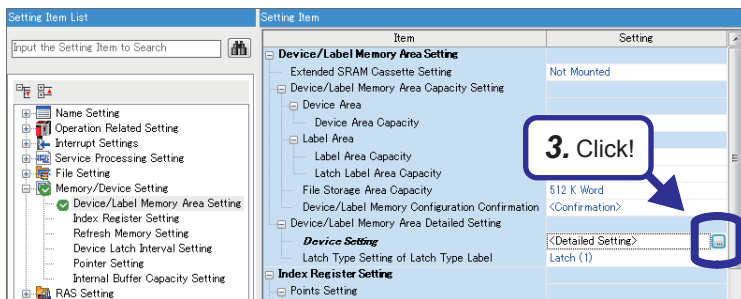 Setting Item List
Input the Setting Item to Search
Name Setting
Operation Related Setting
Interrupt Settings
Service Processing Setting
File Setting
Memory/Device Setting
Device/Label Memory Area Setting
Index Register Setting
Refresh Memory Setting
Device Latch Interval Setting
Pointer Setting
Internal Buffer Capacity Setting
RAS Setting
Setting Item
Item Setting
Device/Label Memory Area Setting
Extended SRAM Cassette Setting Not Mounted
Device/Label Memory Area Capacity Setting
Device Area
Device Area Capacity
Label Area
Label Area Capacity
Latch Label Area Capacity
File Storage Area Capacity 512 K Word
Device/Label Memory Configuration Confirmation <Confirmation>
Device/Label Memory Area Detailed Setting
Device Setting <Detailed Setting> ...
Latch Type Setting of Latch Type Label Latch (1)
Index Register Setting
Points Setting
3. Click!